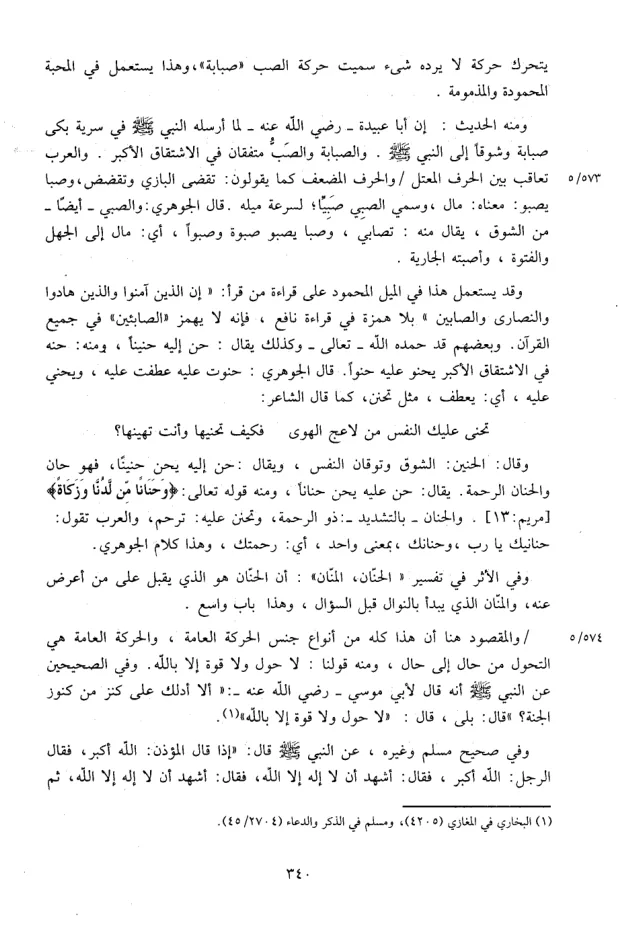 يتحرك حركة لا يرده شىء سميت حركة الصب «صبابة»،وهذا يستعمل في المحبة
المحمودة والمذمومة .
ومنه الحديث : إن أبا عبيدة ـ رضي اللّه عنه ـ لما أرسله النبي ﷺ في سرية بكى
صبابة وشوقاً إلى النبي ﷺ . والصبابة والصَبُّ متفقان في الاشتقاق الأكبر . والعرب
٥/٥٧٣ تعاقب بين الحرف المعتل /والحرف المضعف كما يقولون: تقضى البازي وتقضض،وصبا
يصبو: معناه: مال ،وسمي الصبي صَبِيًّا؛ لسرعة ميله .قال الجوهري:والصبي ـ أيضًا ـ
من الشوق ، يقال منه : تصابي ، وصبا يصبو صبوة وصبواً ، أي: مال إلى الجهل
والفتوة ، وأصبته الجارية .
وقد يستعمل هذا في الميل المحمود على قراءة من قرأ: « إن الذين آمنوا والذين هادوا
والنصارى والصابين » بلا همزة في قراءة نافع ، فإنه لا يهمز «الصابئين» في جميع
القرآن. وبعضهم قد حمده اللّه ـ تعالى ـ وكذلك يقال : حن إليه حنيناً ، ومنه: حنه
في الاشتقاق الأكبر يحنو عليه حنواً. قال الجوهري : حنوت عليه عطفت عليه ، ويحني
عليه ، أي: يعطف ، مثل تحنن، كما قال الشاعر:
تحنى عليك النفس من لاعج الهوى فكيف تحنيها وأنت تهينها؟
وقال: الحنين: الشوق وتوقان النفس ، ويقال :حن إليه يحن حنينًا، فهو حان
والحنان الرحمة. يقال: حن عليه يحن حناناً ، ومنه قوله تعالى:﴿وَحَنَانًا مِّن لَّدُنَّا وَزَكَاةً﴾
[مريم:١٣] . والحنان ـ بالتشديد ـ:ذو الرحمة، وتحنن عليه: ترحم، والعرب تقول:
حنانيك يا رب ،وحنانك ،بمعنى واحد ، أي: رحمتك ، وهذا كلام الجوهري.
وفي الأثر في تفسير « الحنّان، المنّان» : أن الحنّان هو الذي يقبل على من أعرض
عنه، والمنّان الذي يبدأ بالنوال قبل السؤال ، وهذا باب واسع .
٥/٥٧٤ /والمقصود هنا أن هذا كله من أنواع جنس الحركة العامة ، والحركة العامة هي
التحول من حال إلى حال ، ومنه قولنا : لا حول ولا قوة إلا باللّه. وفي الصحيحين
عن النبي ﷺ أنه قال لأبي موسي ـ رضي اللّه عنه ـ:« ألا أدلك على كنز من كنوز
الجنة؟ »قال: بلى ، قال : «لا حول ولا قوة إلا باللّه»(١).
وفي صحيح مسلم وغيره ، عن النبي ﷺ قال: «إذا قال المؤذن: اللّه أكبر، فقال
الرجل: اللّه أكبر ، فقال: أشهد أن لا إله إلا اللّه، فقال: أشهد أن لا إله إلا اللّه، ثم
(١) البخاري في المغازي (٤٢٠٥)، ومسلم في الذكر والدعاء (٤٥/٢٧٠٤).
٣٤٠